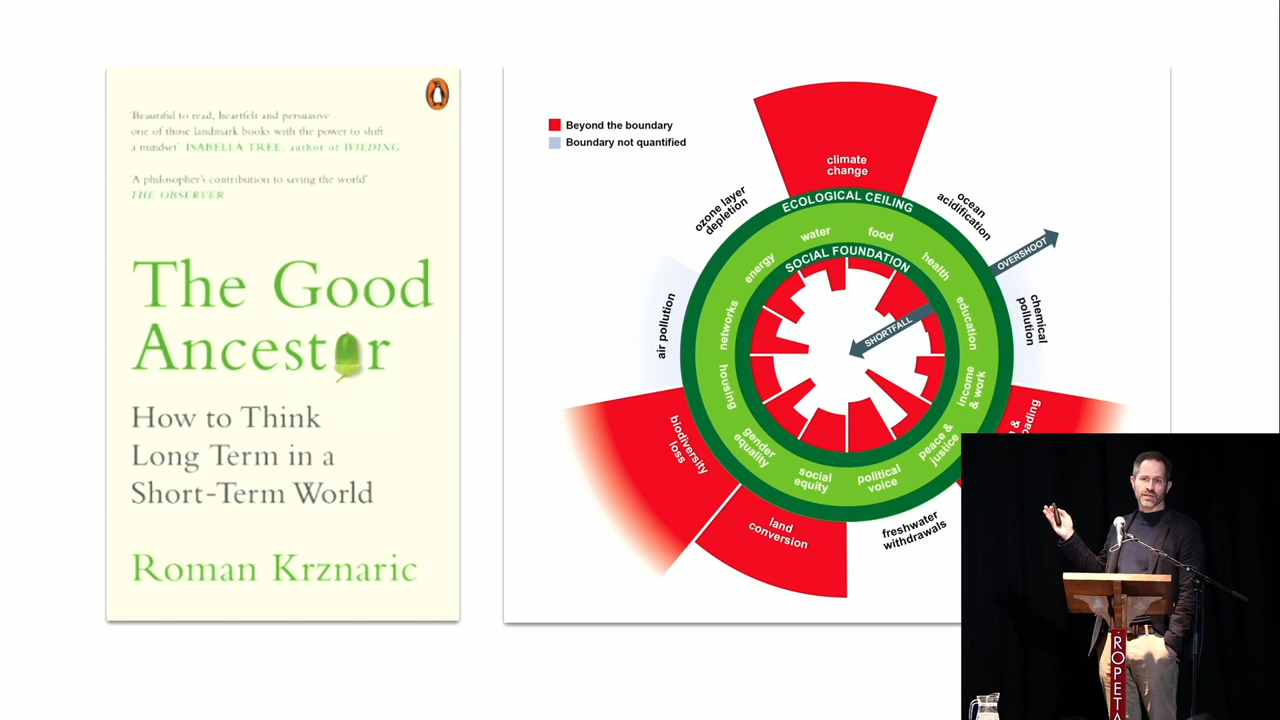 'Beautiful to read, heartfelt and persuasive . . .
one of those landmark books with the power to shift
a mindset' ISABELLA TREE, author of WILDING
'A philosopher's contribution to saving the world'
THE OBSERVER
The Good
Ancestor
How to Think
Long Term in a
Short-Term World
Roman Krznaric
Beyond the boundary
Boundary not quantified
climate
change
ozone layer
depletion
ocean
acidification
ECOLOGICAL CEILING
water
food
energy
health
SOCIAL FOUNDATION
OVERSHOOT
SHORTFALL
air pollution
networks
education
chemical
pollution
housing
income
& work
biodiversity
loss
gender
equality
peace &
justice
social
equity
political
voice
land
conversion
freshwater
withdrawals
&
ROPETA